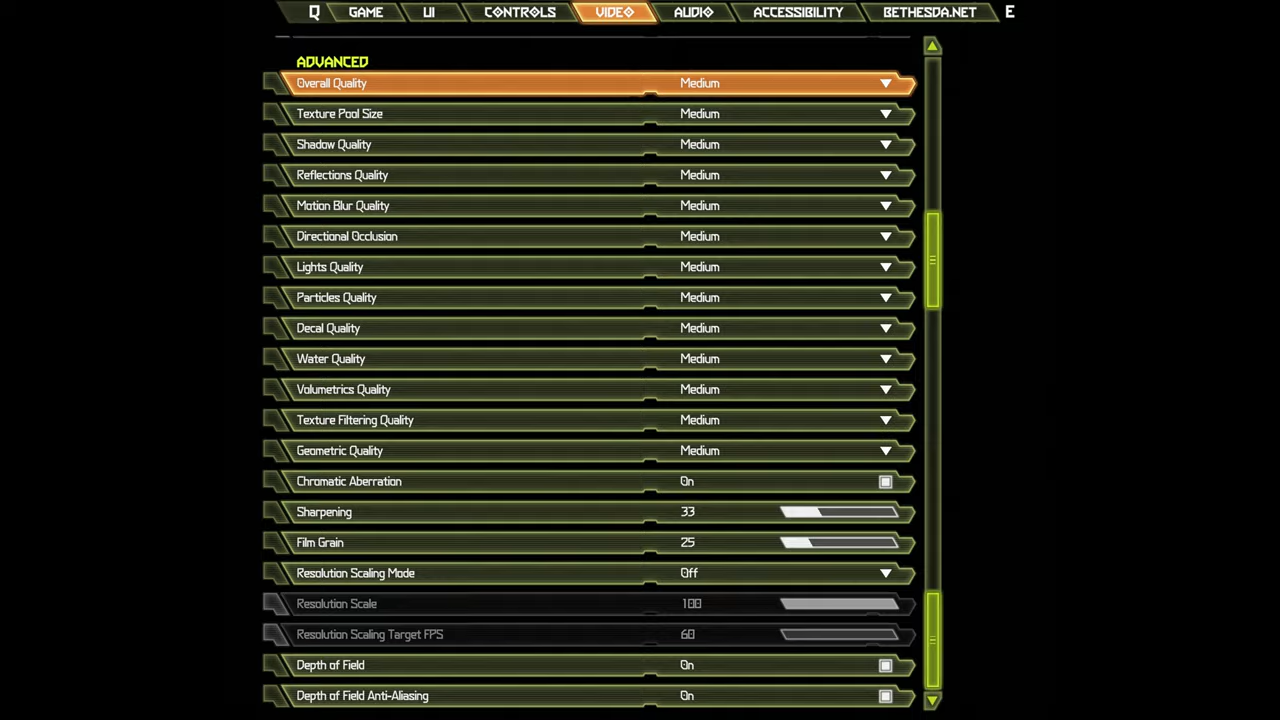 Q GAME UI CONTROLS VIDEO AUDIO ACCESSIBILITY BETHESDA.NET E
ADVANCED
Overall Quality Medium
Texture Pool Size Medium
Shadow Quality Medium
Reflections Quality Medium
Motion Blur Quality Medium
Directional Occlusion Medium
Lights Quality Medium
Particles Quality Medium
Decal Quality Medium
Water Quality Medium
Volumetrics Quality Medium
Texture Filtering Quality Medium
Geometric Quality Medium
Chromatic Aberration On
Sharpening 33
Film Grain 25
Resolution Scaling Mode Off
Resolution Scale 100
Resolution Scaling Target FPS 60
Depth of Field On
Depth of Field Anti-Aliasing On